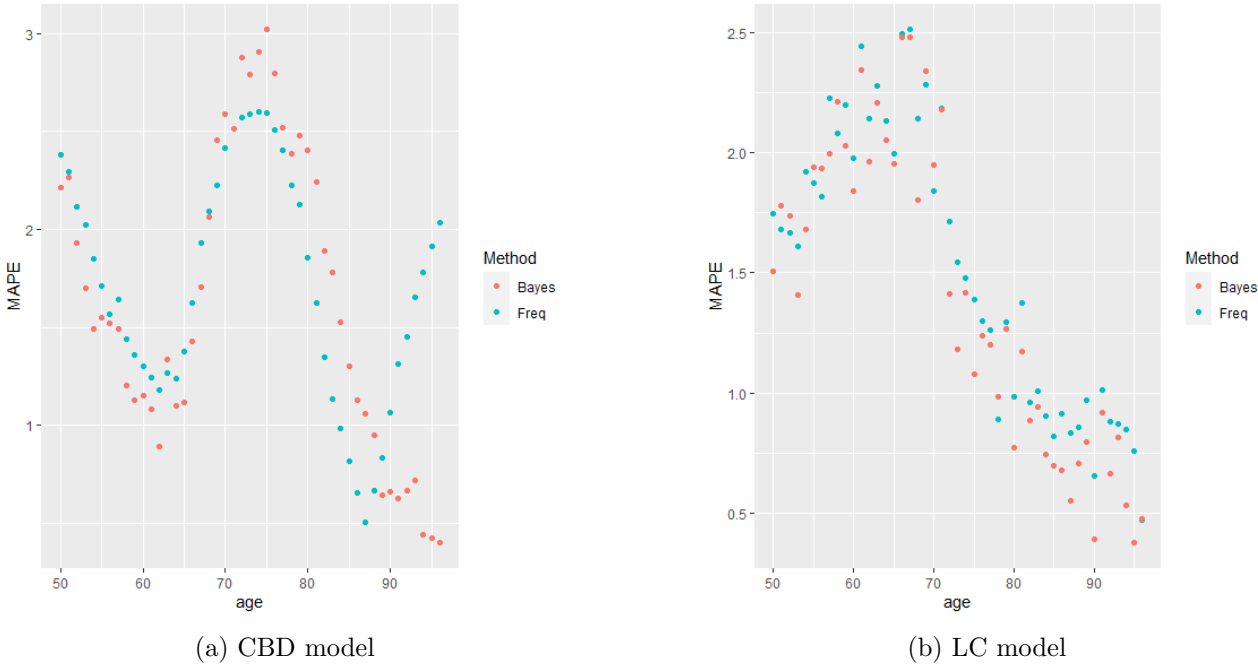 3
2
1
MAPE
50
60
70
80
90
age
Method
Bayes
Freq
(a) CBD model
2.5
2.0
1.5
1.0
0.5
MAPE
50
60
70
80
90
age
Method
Bayes
Freq
(b) LC model